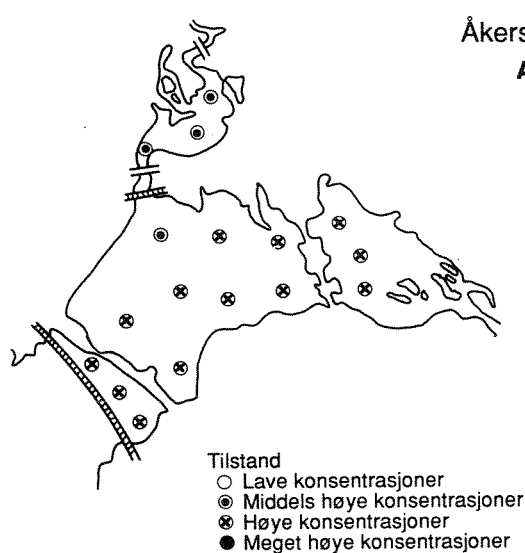 Åkers
Tilstand
Lave konsentrasjoner
Middels høye konsentrasjoner
Høye konsentrasjoner
Meget høye konsentrasjoner